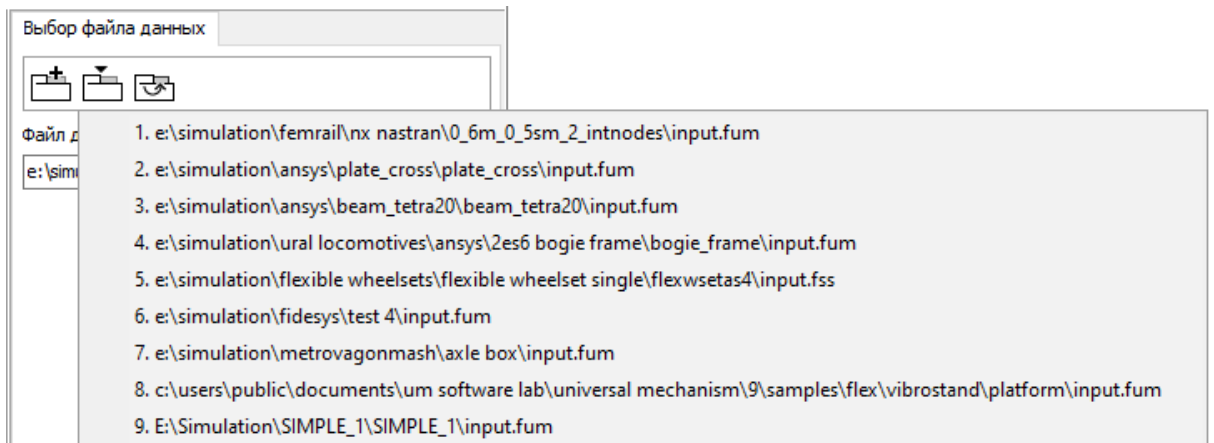 Выбор файла данных
Файл д
1. e:\simulation\femrail\nx nastran\0_6m_0_5sm_2_intnodes\input.fum
e:\simu
2. e:\simulation\ansys\plate_cross\plate_cross\input.fum
3. e:\simulation\ansys\beam_tetra20\beam_tetra20\input.fum
4. e:\simulation\ural locomotives\ansys\2es6 bogie frame\bogie_frame\input.fum
5. e:\simulation\flexible wheelsets\flexible wheelset single\flexwsetas4\input.fss
6. e:\simulation\fidesys\test 4\input.fum
7. e:\simulation\metrovagonmash\axle box\input.fum
8. c:\users\public\documents\um software lab\universal mechanism\9\samples\flex\vibrostand\platform\input.fum
9. E:\Simulation\SIMPLE_1\SIMPLE_1\input.fum